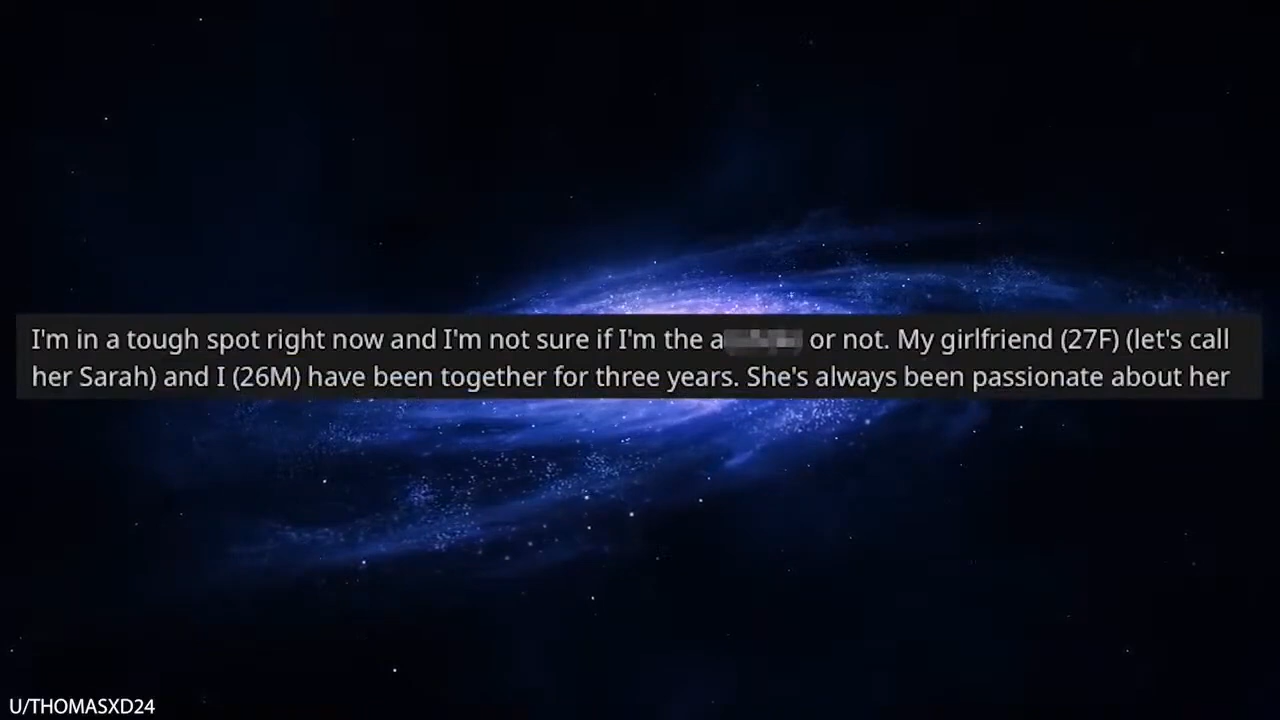 I'm in a tough spot right now and I'm not sure if I'm the a or not. My girlfriend (27F) (let's call
her Sarah) and I (26M) have been together for three years. She's always been passionate about her
U/THOMASXD24